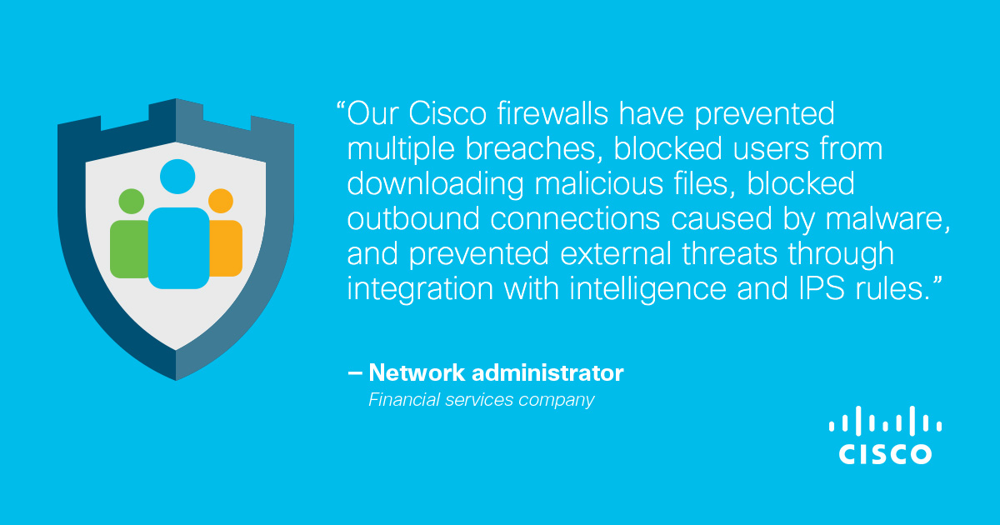 “Our Cisco firewalls have prevented
multiple breaches, blocked users from
downloading malicious files, blocked
outbound connections caused by malware,
and prevented external threats through
integration with intelligence and IPS rules.”
– Network administrator
Financial services company
CISCO